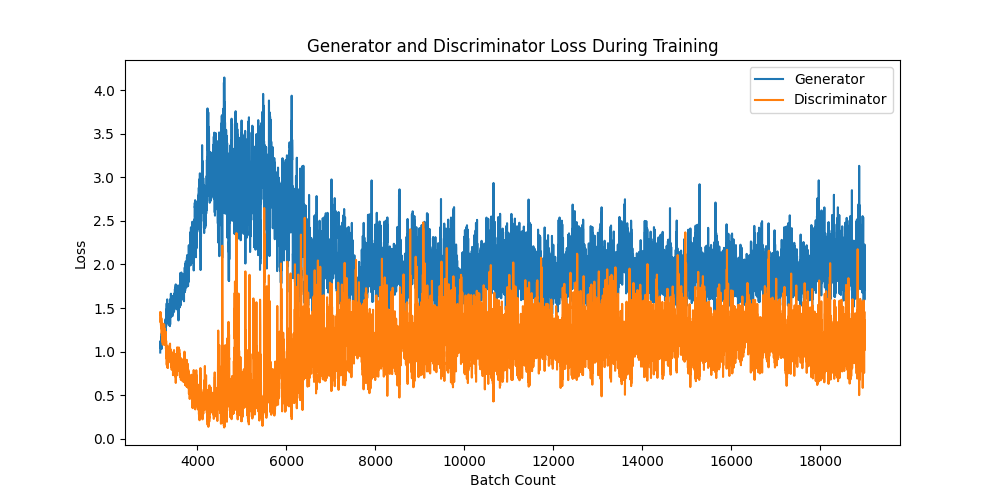 Generator and Discriminator Loss During Training
Generator
Discriminator
Loss
4.0
3.5
3.0
2.5
2.0
1.5
1.0
0.5
0.0
4000 6000 8000 10000 12000 14000 16000 18000
Batch Count